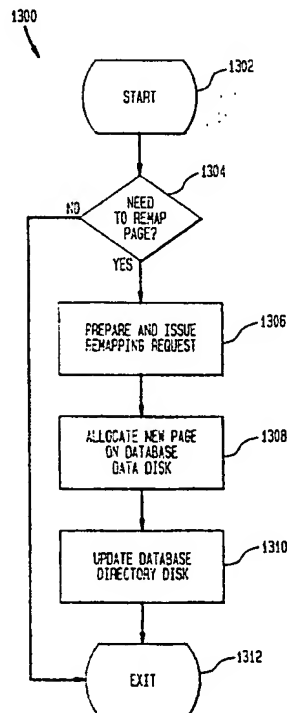 1300
1302
START
1304
NEED
TO REMAP
PAGE?
NO
YES
1306
PREPARE AND ISSUE
REMAPPING REQUEST
1308
ALLOCATE NEW PAGE
ON DATABASE
DATA DISK
1310
UPDATE DATABASE
DIRECTORY DISK
1312
EXIT